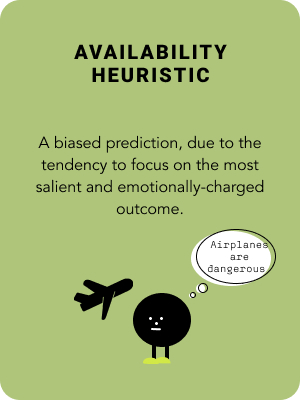 AVAILABILITY
HEURISTIC
A biased prediction, due to the
tendency to focus on the most
salient and emotionally-charged
outcome.
Airplanes
are
dangerous